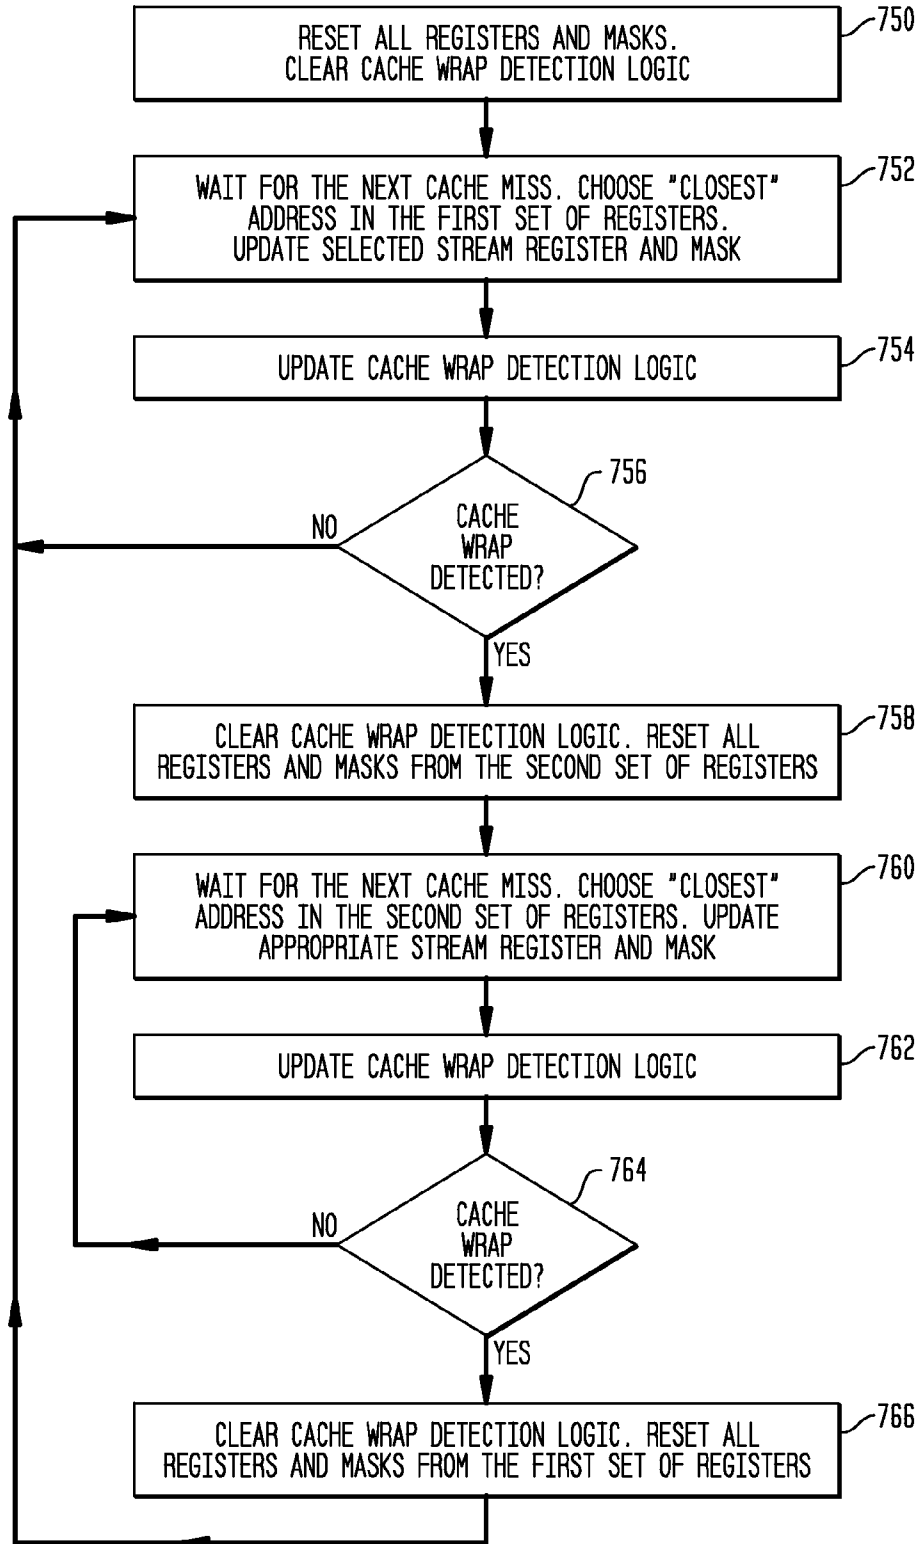 RESET ALL REGISTERS AND MASKS.
CLEAR CACHE WRAP DETECTION LOGIC
750
WAIT FOR THE NEXT CACHE MISS. CHOOSE "CLOSEST"
ADDRESS IN THE FIRST SET OF REGISTERS.
UPDATE SELECTED STREAM REGISTER AND MASK
752
UPDATE CACHE WRAP DETECTION LOGIC
754
CACHE
WRAP
DETECTED?
756
NO
YES
CLEAR CACHE WRAP DETECTION LOGIC. RESET ALL
REGISTERS AND MASKS FROM THE SECOND SET OF REGISTERS
758
WAIT FOR THE NEXT CACHE MISS. CHOOSE "CLOSEST"
ADDRESS IN THE SECOND SET OF REGISTERS. UPDATE
APPROPRIATE STREAM REGISTER AND MASK
760
UPDATE CACHE WRAP DETECTION LOGIC
762
CACHE
WRAP
DETECTED?
764
NO
YES
CLEAR CACHE WRAP DETECTION LOGIC. RESET ALL
REGISTERS AND MASKS FROM THE FIRST SET OF REGISTERS
766